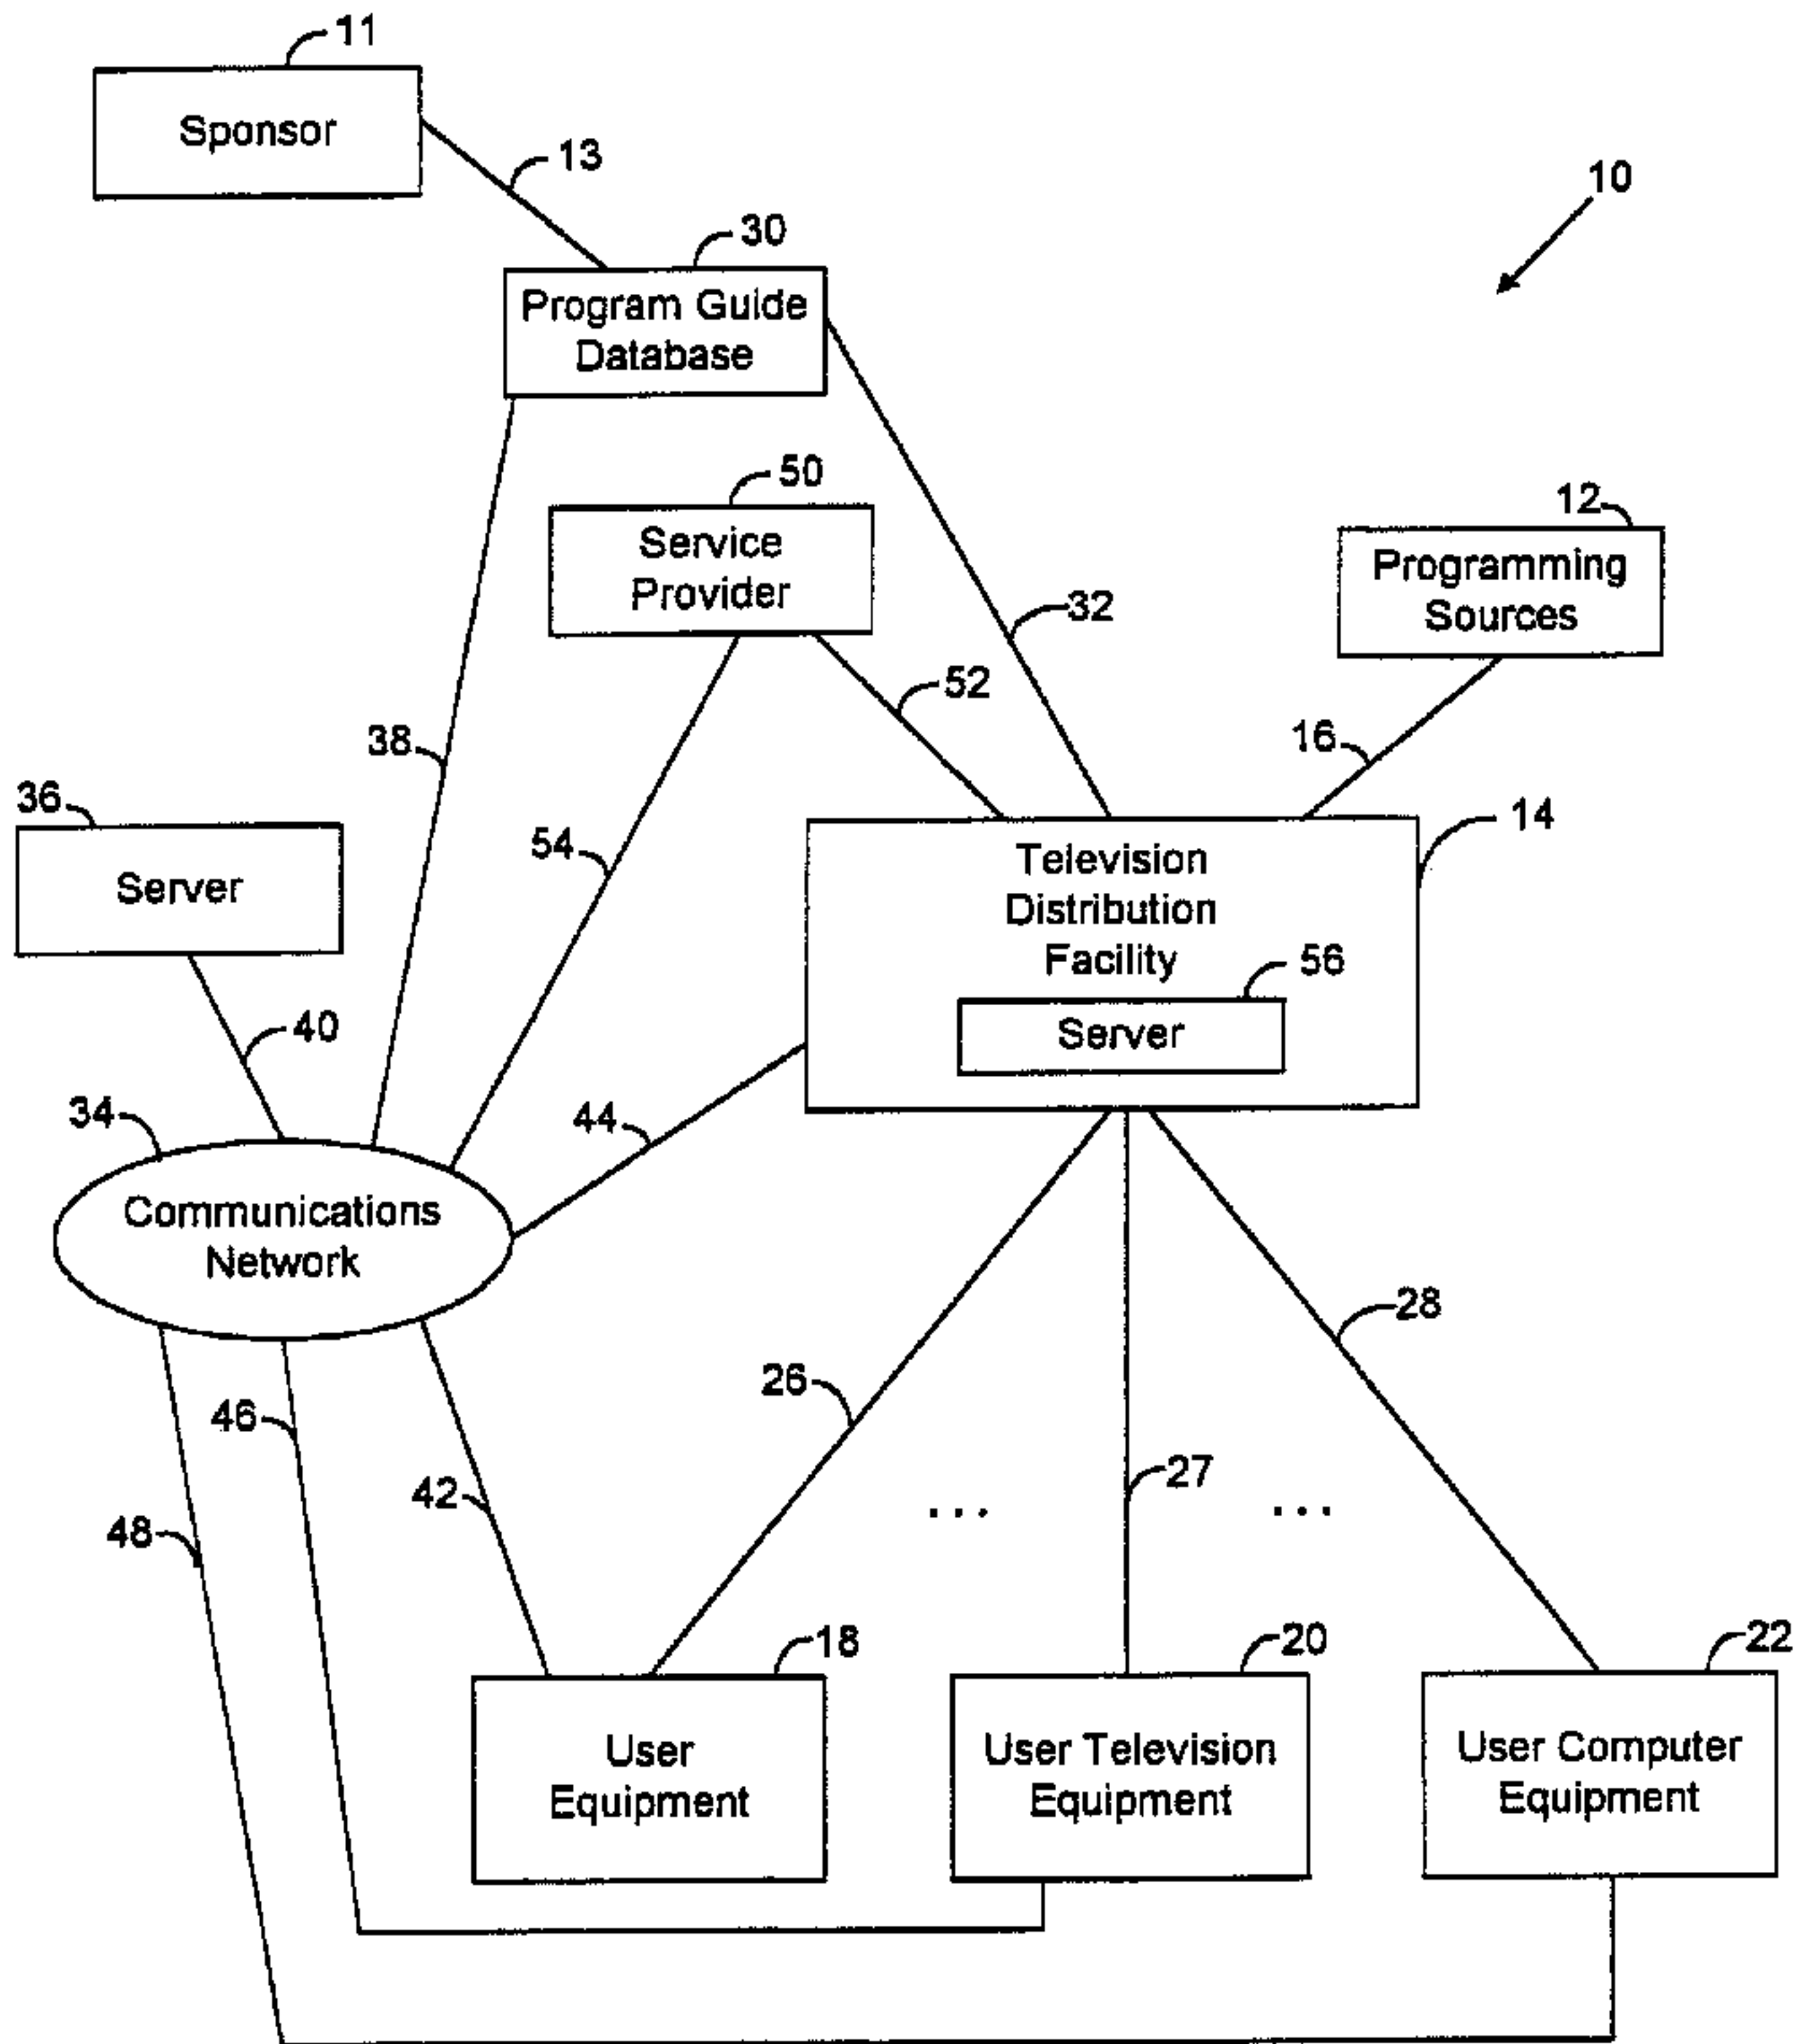 11
Sponsor
13
10
30
Program Guide
Database
50
Service
Provider
12
Programming
Sources
32
52
16
38
36
Server
54
14
Television
Distribution
Facility
56
Server
40
34
44
Communications
Network
28
26
46
27
42
...
...
48
18
20
22
User
Equipment
User Television
Equipment
User Computer
Equipment